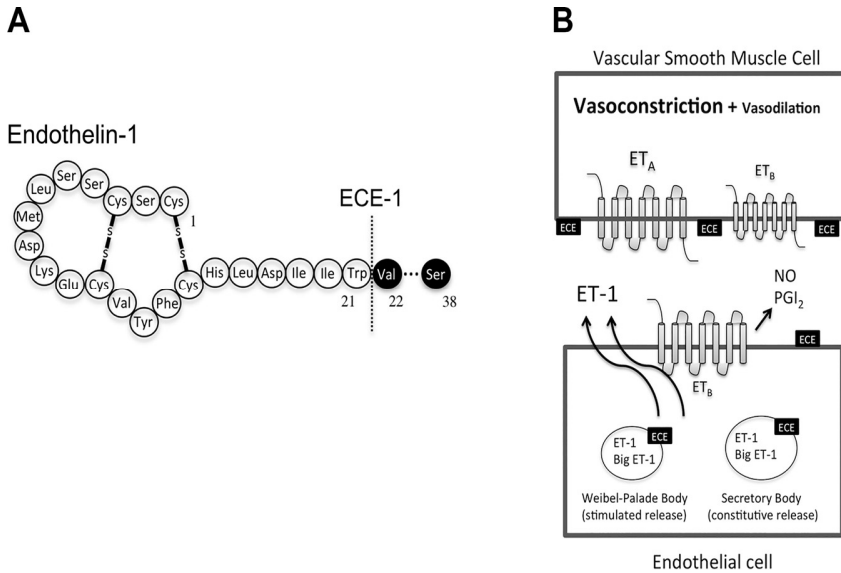 A
Endothelin-1
Leu
Ser
Ser
Cys
Ser
Cys
1
Met
Asp
Lys
Glu
Cys
Val
Tyr
Phe
Cys
S
S
S
S
His Leu Asp Ile Ile Trp Val Ser
21 22 38
ECE-1
B
Vascular Smooth Muscle Cell
Vasoconstriction + Vasodilation
ETA
ETB
ECE
ECE
ECE
ET-1
NO
PGI2
ECE
ETB
ECE
ET-1
Big ET-1
ECE
ET-1
Big ET-1
Weibel-Palade Body
(stimulated release)
Secretory Body
(constitutive release)
Endothelial cell